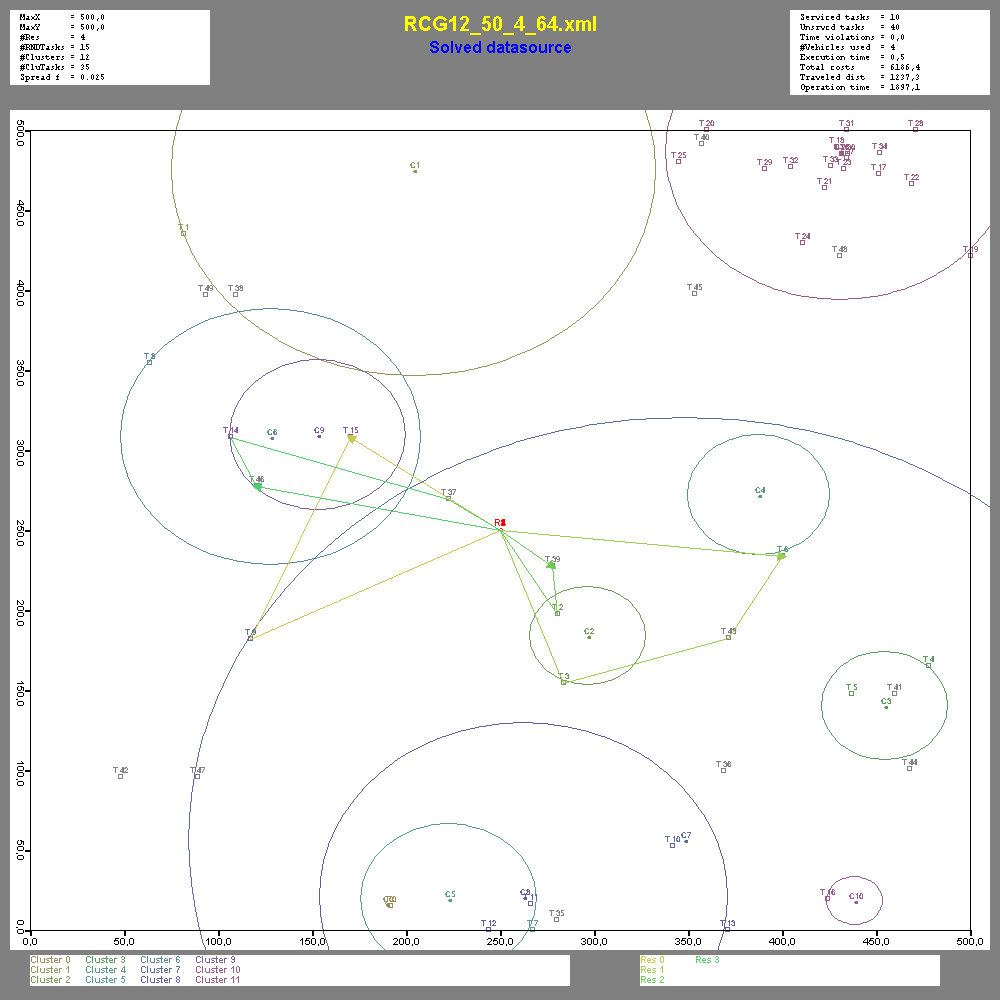 MaxX = 500,0
MaxY = 500,0
#Res = 4
#RNDTasks = 15
#Clusters = 12
#CluTasks = 35
Spread f = 0.025
RCG12_50_4_64.xml
Solved datasource
Serviced tasks = 10
Unsrvcd tasks = 40
Time violations = 0,0
#Vehicles used = 4
Execution time = 0,5
Total costs = 6186,4
Traveled dist = 1237,3
Operation time = 1897,1
500,0
T 20
T 31
T 28
T 40
T 18
T 25
T 33
T 23
T 34
C1
T 29
T 32
T 17
T 21
T 22
450,0
T 1
T 24
T 48
T 19
400,0
T 49
T 38
T 45
350,0
T 8
300,0
T 14
C6
C9
T 15
T 46
T 37
C4
250,0
T 39
T 6
200,0
T 2
T 9
C2
T 43
150,0
T 3
T 4
T 5
T 41
C3
100,0
T 42
T 47
T 36
T 44
50,0
T 10
C7
C5
C8
T 11
T 16
C10
T 35
0,0
T 12
T 7
T 13
0,0
50,0
100,0
150,0
200,0
250,0
300,0
350,0
400,0
450,0
500,0
Cluster 0 Cluster 3 Cluster 6 Cluster 9 Res 0 Res 3
Cluster 1 Cluster 4 Cluster 7 Cluster 10 Res 1
Cluster 2 Cluster 5 Cluster 8 Cluster 11 Res 2